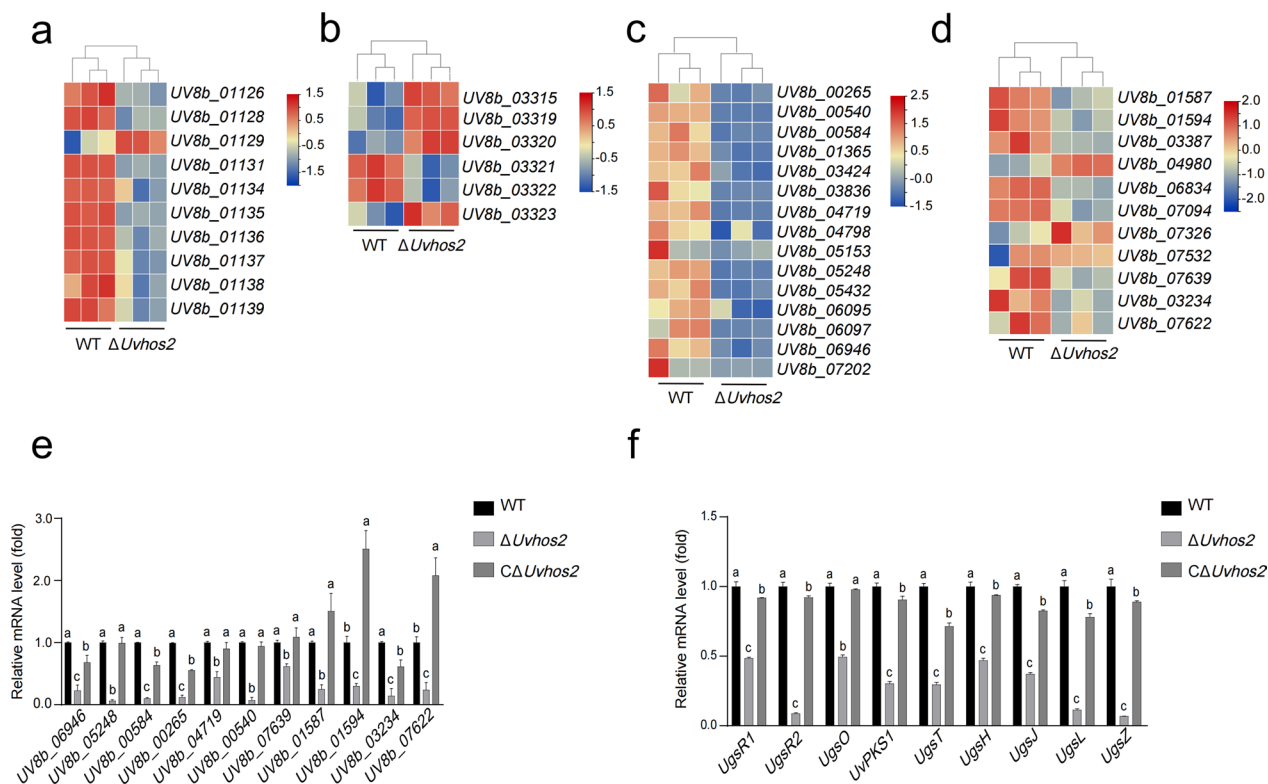 a
UV8b_01126
UV8b_01128
UV8b_01129
UV8b_01131
UV8b_01134
UV8b_01135
UV8b_01136
UV8b_01137
UV8b_01138
UV8b_01139
1.5
0.5
-0.5
-1.5
WT ΔUvhos2
b
UV8b_03315
UV8b_03319
UV8b_03320
UV8b_03321
UV8b_03322
UV8b_03323
1.5
0.5
-0.5
-1.5
WT ΔUvhos2
c
UV8b_00265
UV8b_00540
UV8b_00584
UV8b_01365
UV8b_03424
UV8b_03836
UV8b_04719
UV8b_04798
UV8b_05153
UV8b_05248
UV8b_05432
UV8b_06095
UV8b_06097
UV8b_06946
UV8b_07202
2.5
1.5
0.5
-0.0
-1.5
WT ΔUvhos2
d
UV8b_01587
UV8b_01594
UV8b_03387
UV8b_04980
UV8b_06834
UV8b_07094
UV8b_07326
UV8b_07532
UV8b_07639
UV8b_03234
UV8b_07622
2.0
1.0
0.0
-1.0
-2.0
WT ΔUvhos2
e
WT
ΔUvhos2
CΔUvhos2
Relative mRNA level (fold)
3.0
2.0
1.0
0.0
a c b
a b a
a c b
a c b
a b a
a b a
a b a
a b a
b c a
a c b
b c a
UV8b_06946
UV8b_05248
UV8b_00584
UV8b_00265
UV8b_04719
UV8b_00540
UV8b_07639
UV8b_01587
UV8b_01594
UV8b_03234
UV8b_07622
f
WT
ΔUvhos2
CΔUvhos2
Relative mRNA level (fold)
1.5
1.0
0.5
0.0
a c b
a c b
a b a
a c b
a c b
a c b
a c b
a c b
a c b
UgsR1
UgsR2
UgsO
UvPKS1
UgsT
UgsH
UgsJ
UgsL
UgsZ